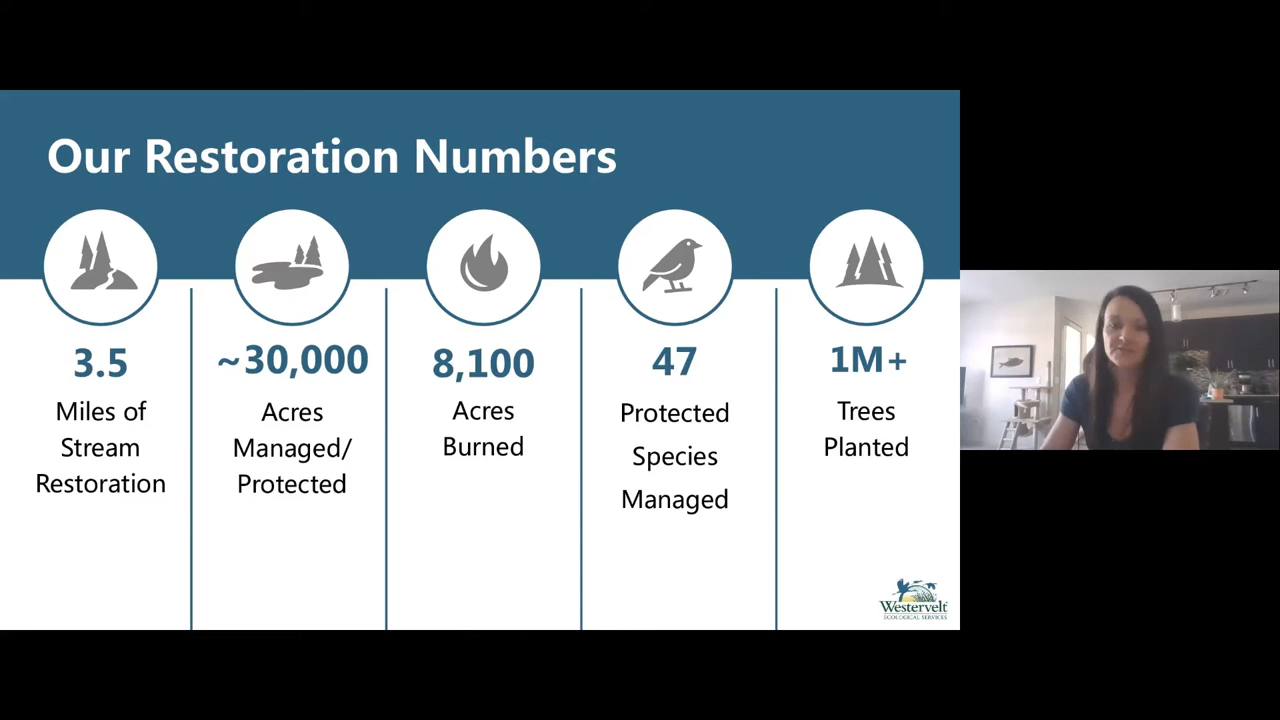 Our Restoration Numbers
3.5
Miles of
Stream
Restoration
~30,000
Acres
Managed/
Protected
8,100
Acres
Burned
47
Protected
Species
Managed
1M+
Trees
Planted
Westervelt
ECOLOGICAL SERVICES